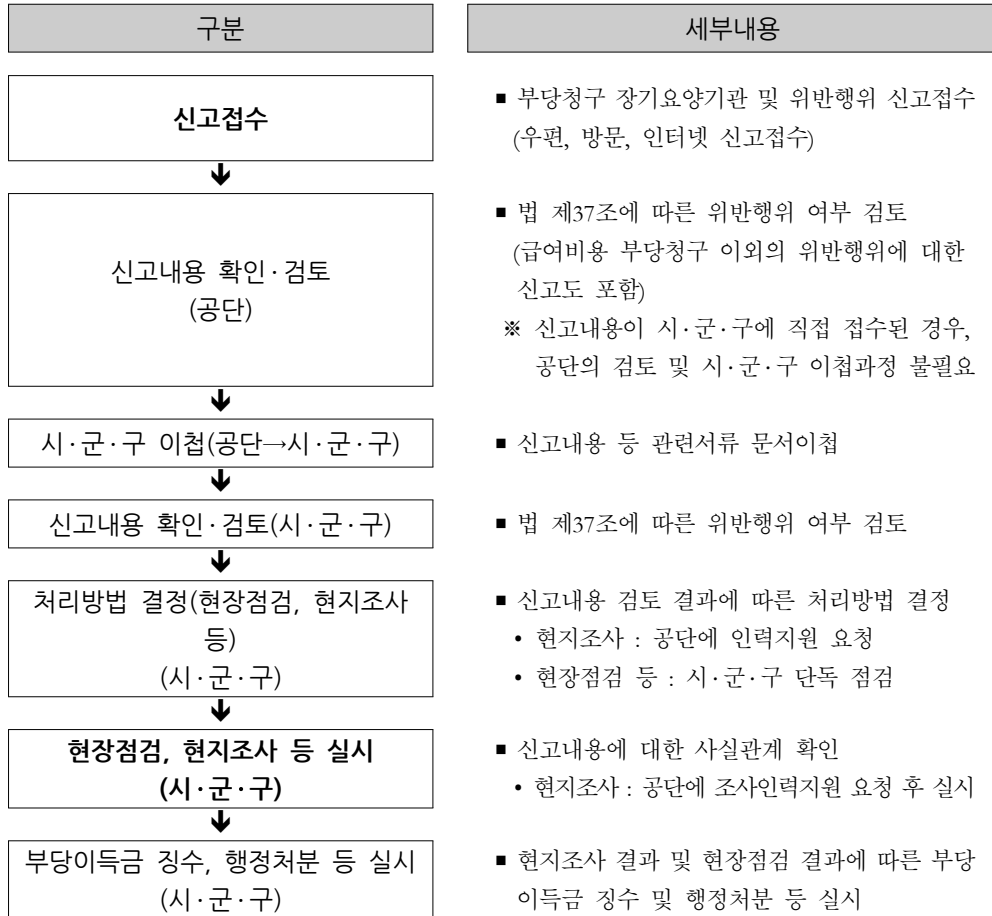 구분
세부내용
신고접수
■ 부당청구 장기요양기관 및 위반행위 신고접수
(우편, 방문, 인터넷 신고접수)
신고내용 확인·검토
(공단)
■ 법 제37조에 따른 위반행위 여부 검토
(급여비용 부당청구 이외의 위반행위에 대한
신고도 포함)
※ 신고내용이 시·군·구에 직접 접수된 경우,
공단의 검토 및 시·군·구 이첩과정 불필요
시·군·구 이첩(공단→시·군·구)
■ 신고내용 등 관련서류 문서이첩
신고내용 확인·검토(시·군·구)
■ 법 제37조에 따른 위반행위 여부 검토
처리방법 결정(현장점검, 현지조사
등)
(시·군·구)
■ 신고내용 검토 결과에 따른 처리방법 결정
• 현지조사 : 공단에 인력지원 요청
• 현장점검 등 : 시·군·구 단독 점검
현장점검, 현지조사 등 실시
(시·군·구)
■ 신고내용에 대한 사실관계 확인
• 현지조사 : 공단에 조사인력지원 요청 후 실시
부당이득금 징수, 행정처분 등 실시
(시·군·구)
■ 현지조사 결과 및 현장점검 결과에 따른 부당
이득금 징수 및 행정처분 등 실시